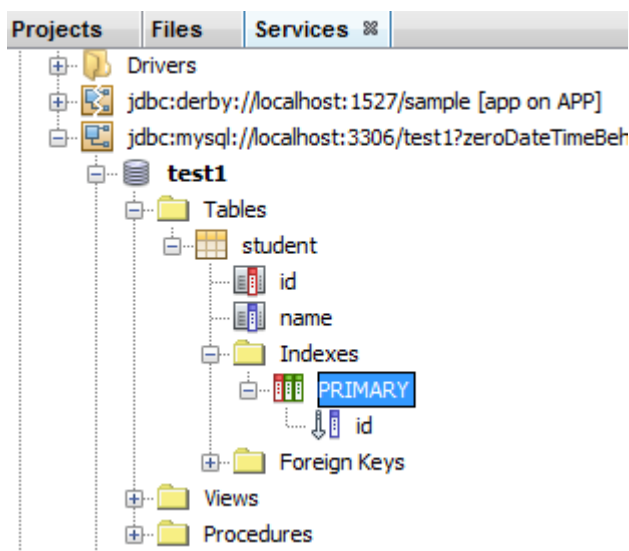 Projects Files Services
Drivers
jdbc:derby://localhost:1527/sample [app on APP]
jdbc:mysql://localhost:3306/test1?zeroDateTimeBeh
test1
Tables
student
id
name
Indexes
PRIMARY
id
Foreign Keys
Views
Procedures